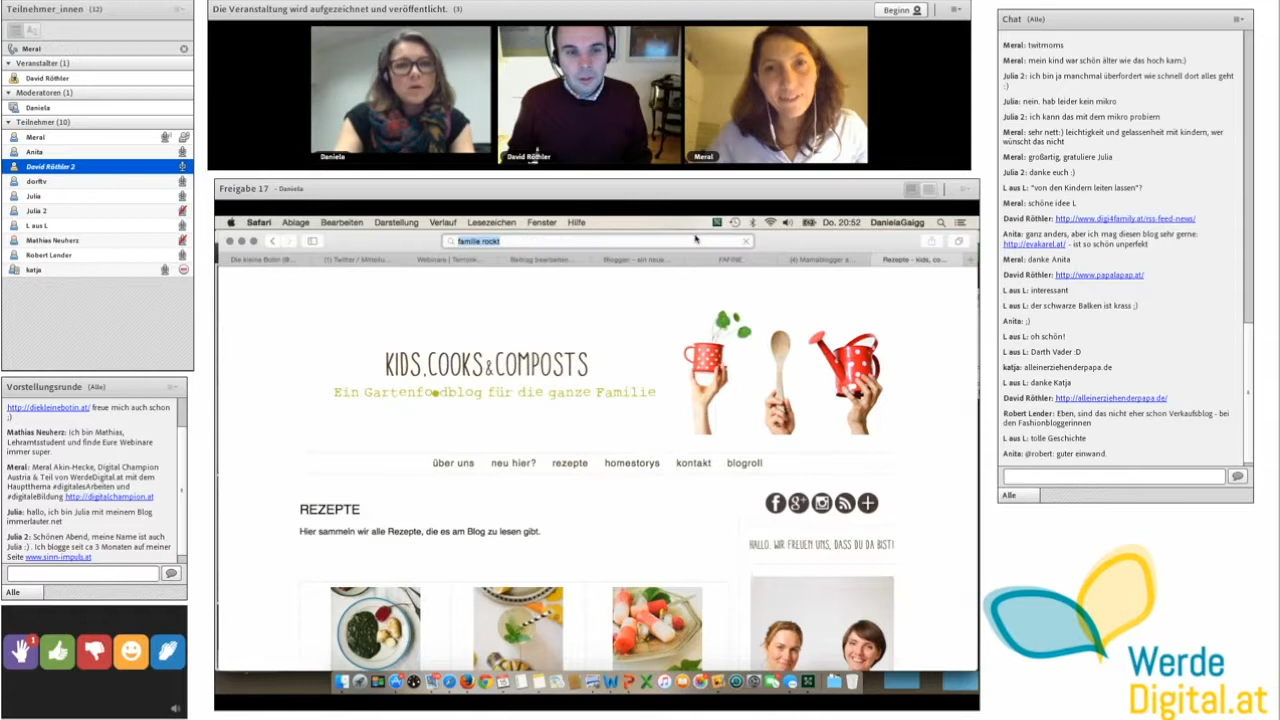 Teilnehmer_innen (12)
Meral
Veranstalter (1)
David Röthler
Moderatoren (1)
Daniela
Teilnehmer (10)
Meral
Anita
David Röthler 2
dorftv
Julia
Julia 2
L aus L
Mathias Neuherz
Robert Lender
katja
Vorstellungsrunde (Alle)
http://diekleinebotin.at/ freue mich auch schon
;)
Mathias Neuherz: Ich bin Mathias,
Lehramtsstudent und finde Eure Webinare
immer super.
Meral: Meral Akin-Hecke, Digital Champion
Austria & Teil von WerdeDigital.at mit dem
Hauptthema #digitalesArbeiten und
#digitaleBildung http://digitalchampion.at
Julia: hallo, ich bin Julia mit meinem Blog
immerlauter.net
Julia 2: Schönen Abend, meine Name ist auch
Julia :) . Ich blogge seit ca 3 Monaten auf meiner
Seite www.sinn-impuls.at
Alle
1
Die Veranstaltung wird aufgezeichnet und veröffentlicht. (3)
Beginn
Daniela
David Röthler
Meral
Freigabe 17 - Daniela
Safari Ablage Bearbeiten Darstellung Verlauf Lesezeichen Fenster Hilfe
Do. 20:52 DanielaGaigg
familie rockt
Die kleine Botin (B...
(1) Twitter / Mitteilu...
Beitrag bearbeiten...
Blogger – ein neue...
FAFINE
(4) Mamablogger a...
Rezepte - kids, co...
KIDS,COOKS&COMPOSTS
Ein Gartenfoodblog für die ganze Familie
über uns neu hier? rezepte homestorys kontakt blogroll
REZEPTE
Hier sammeln wir alle Rezepte, die es am Blog zu lesen gibt.
HALLO. WIR FREUEN UNS, DASS DU DA BIST!
Chat (Alle)
Meral: twitmoms
Meral: mein kind war schön älter wie das hoch kam:)
Julia 2: ich bin ja manchmal überfordert wie schnell dort alles geht
:)
Julia: nein. hab leider kein mikro
Julia 2: ich kann das mit dem mikro probiern
Meral: sehr nett:) leichtigkeit und gelassenheit mit kindern, wer
wünscht das nicht
Meral: großartig, gratuliere Julia
Julia 2: danke euch :)
L aus L: "von den Kindern leiten lassen"?
Meral: schöne idee L
David Röthler: http://www.digi4family.at/rss-feed-news/
Anita: ganz anders, aber ich mag diesen blog sehr gerne:
http://evakarel.at/ - ist so schön unperfekt
Meral: danke Anita
David Röthler: http://www.papalapap.at/
L aus L: interessant
L aus L: der schwarze Balken ist krass ;)
Anita: ;)
L aus L: oh schön!
L aus L: Darth Vader :D
katja: alleinerziehenderpapa.de
L aus L: danke Katja
David Röthler: http://alleinerziehenderpapa.de/
Robert Lender: Eben, sind das nicht eher schon Verkaufsblog - bei
den Fashionbloggerinnen
L aus L: tolle Geschichte
Anita: @robert: guter einwand.
Alle
Werde
Digital.at